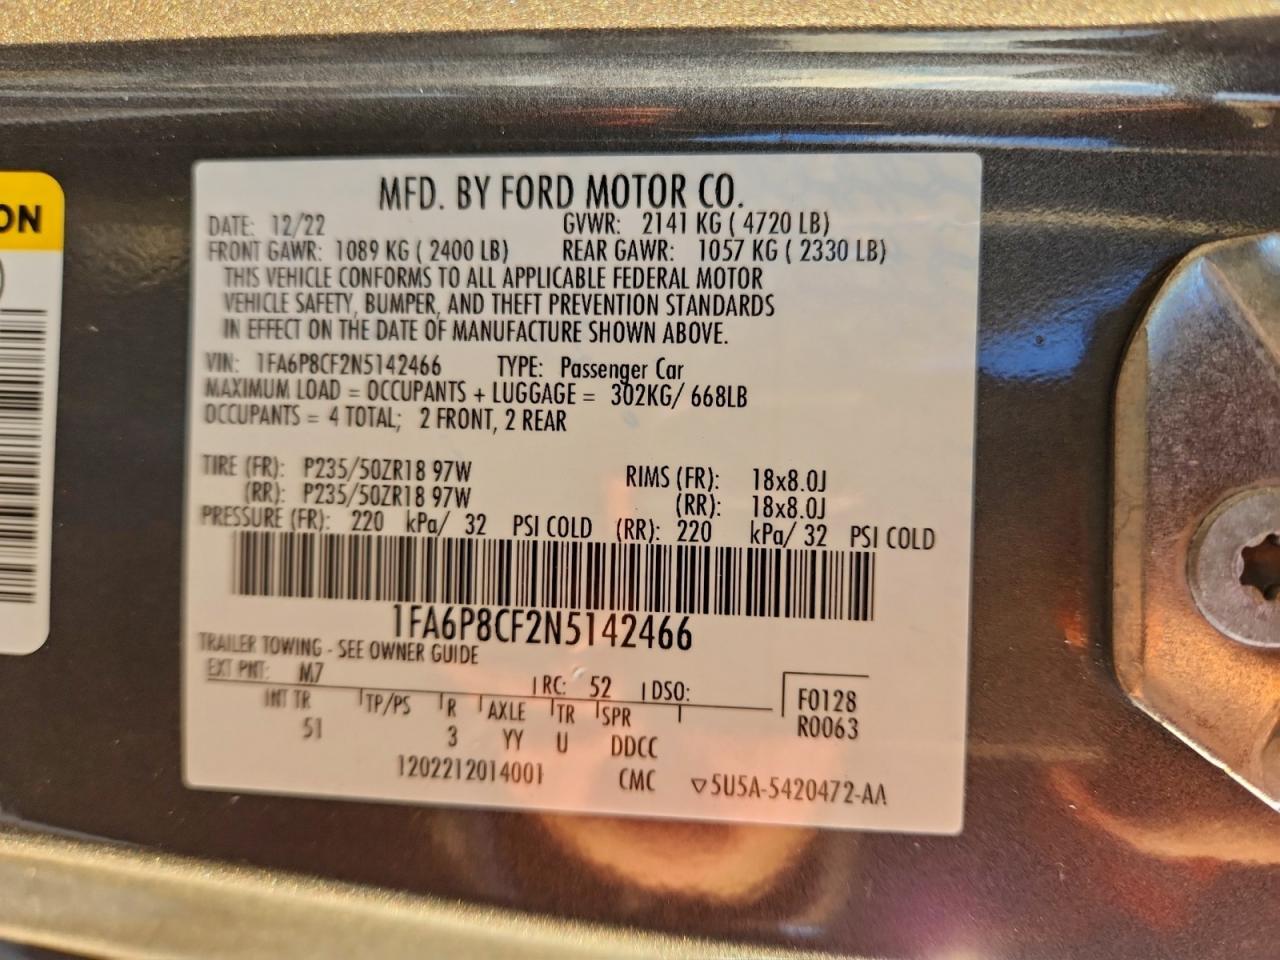 ON
MFD. BY FORD MOTOR CO.
DATE: 12/22 GVWR: 2141 KG ( 4720 LB)
FRONT GAWR: 1089 KG ( 2400 LB) REAR GAWR: 1057 KG ( 2330 LB)
THIS VEHICLE CONFORMS TO ALL APPLICABLE FEDERAL MOTOR
VEHICLE SAFETY, BUMPER, AND THEFT PREVENTION STANDARDS
IN EFFECT ON THE DATE OF MANUFACTURE SHOWN ABOVE.
VIN: 1FA6P8CF2N5142466 TYPE: Passenger Car
MAXIMUM LOAD = OCCUPANTS + LUGGAGE = 302KG/ 668LB
OCCUPANTS = 4 TOTAL; 2 FRONT, 2 REAR
TIRE (FR): P235/50ZR18 97W RIMS (FR): 18x8.0J
(RR): P235/50ZR18 97W (RR): 18x8.0J
PRESSURE (FR): 220 kPa/ 32 PSI COLD (RR): 220 kPa/ 32 PSI COLD
1FA6P8CF2N5142466
TRAILER TOWING - SEE OWNER GUIDE
EXT PNT: M7 RC: 52 DSO:
INT TR TP/PS R AXLE TR SPR F0128
51 3 YY U DDCC R0063
1202212014001 CMC ▽5U5A-5420472-AA